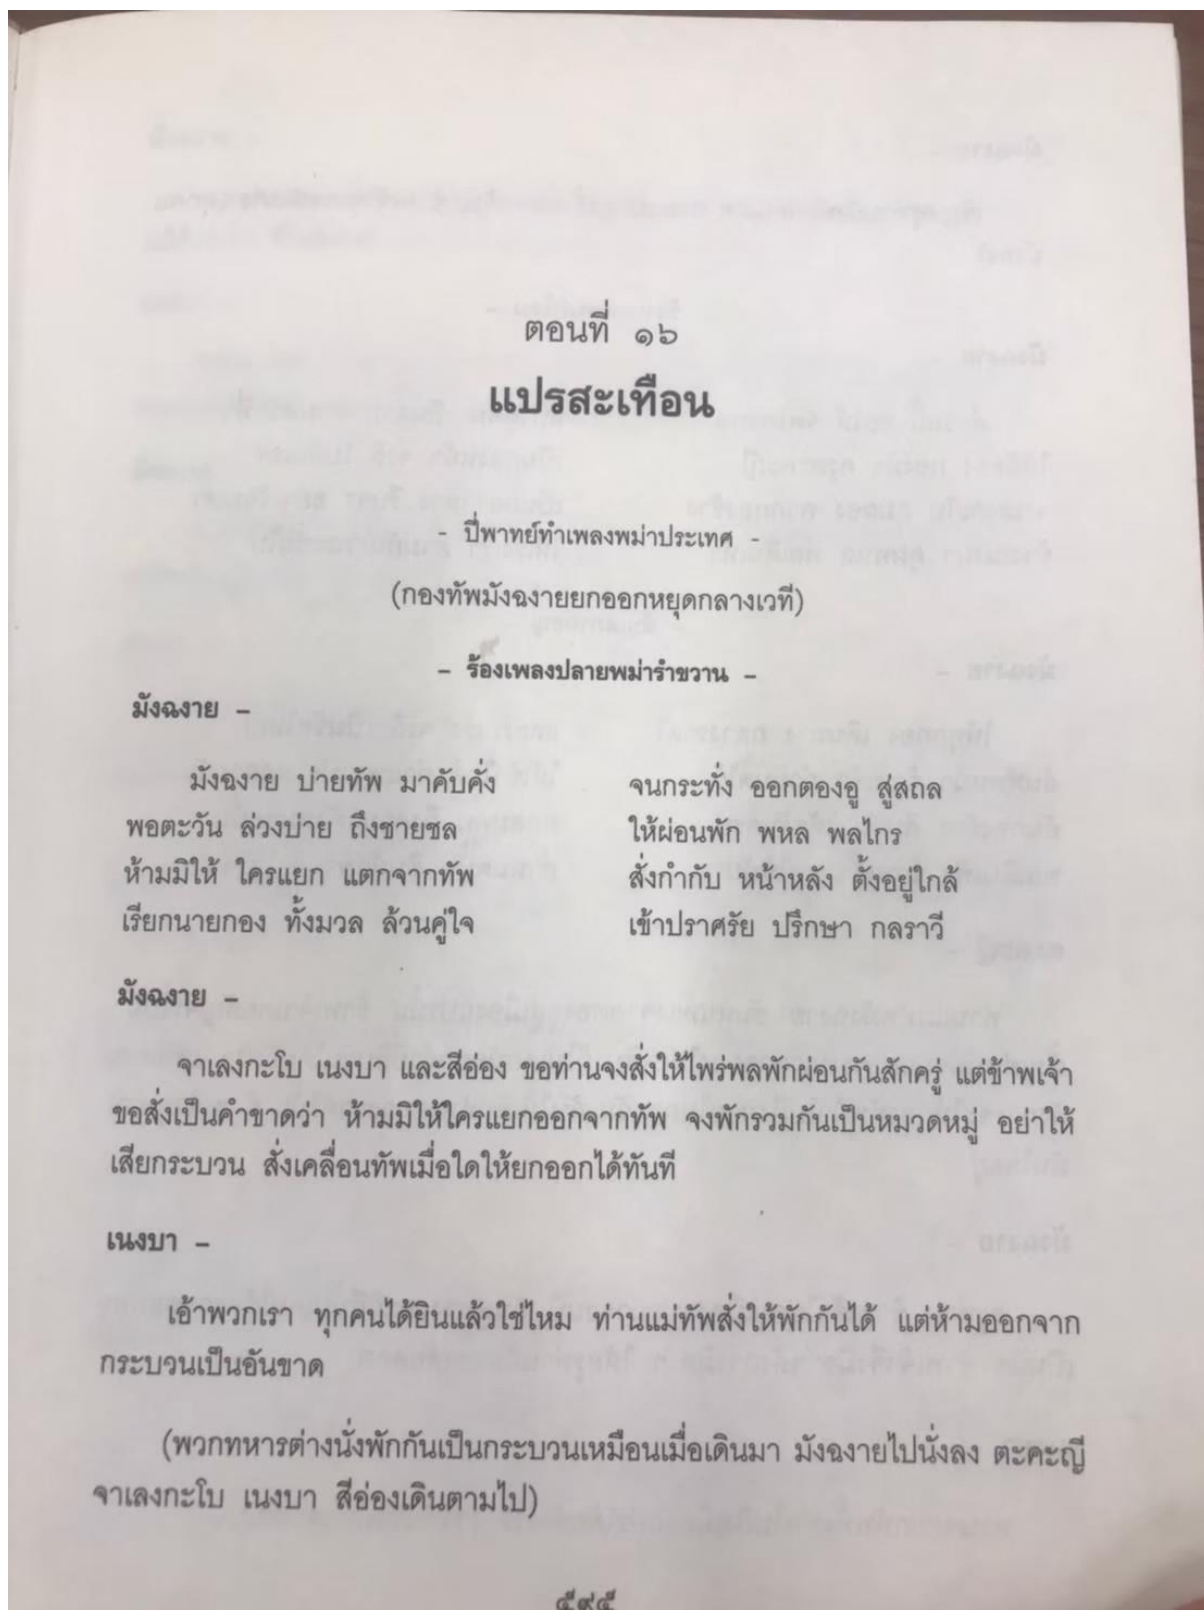 ตอนที่ ๑๖
แปรสะเทือน
- ปี่พาทย์ทำเพลงพม่าประเทศ -
(กองทัพมังฉงายยกออกหยุดกลางเวที)
– ร้องเพลงปลายพม่ารำขวาน –
มังฉงาย –
มังฉงาย บ่ายทัพ มาคับคั่ง จนกระทั่ง ออกตองอู สู่สถล
พอตะวัน ล่วงบ่าย ถึงชายชล ให้ผ่อนพัก พหล พลไกร
ห้ามมิให้ ใครแยก แตกจากทัพ สั่งกำกับ หน้าหลัง ตั้งอยู่ใกล้
เรียกนายกอง ทั้งมวล ล้วนคู่ใจ เข้าปราศรัย ปรึกษา กลราวี
มังฉงาย –
จาเลงกะโบ เนงบา และสีอ่อง ขอท่านจงสั่งให้ไพร่พลพักผ่อนกันสักครู่ แต่ข้าพเจ้า
ขอสั่งเป็นคำขาดว่า ห้ามมิให้ใครแยกออกจากทัพ จงพักรวมกันเป็นหมวดหมู่ อย่าให้
เสียกระบวน สั่งเคลื่อนทัพเมื่อใดให้ยกออกได้ทันที
เนงบา –
เอ้าพวกเรา ทุกคนได้ยินแล้วใช่ไหม ท่านแม่ทัพสั่งให้พักกันได้ แต่ห้ามออกจาก
กระบวนเป็นอันขาด
(พวกทหารต่างนั่งพักกันเป็นกระบวนเหมือนเมื่อเดินมา มังฉงายไปนั่งลง ตะคะญี
จาเลงกะโบ เนงบา สีอ่องเดินตามไป)
๕๙๕